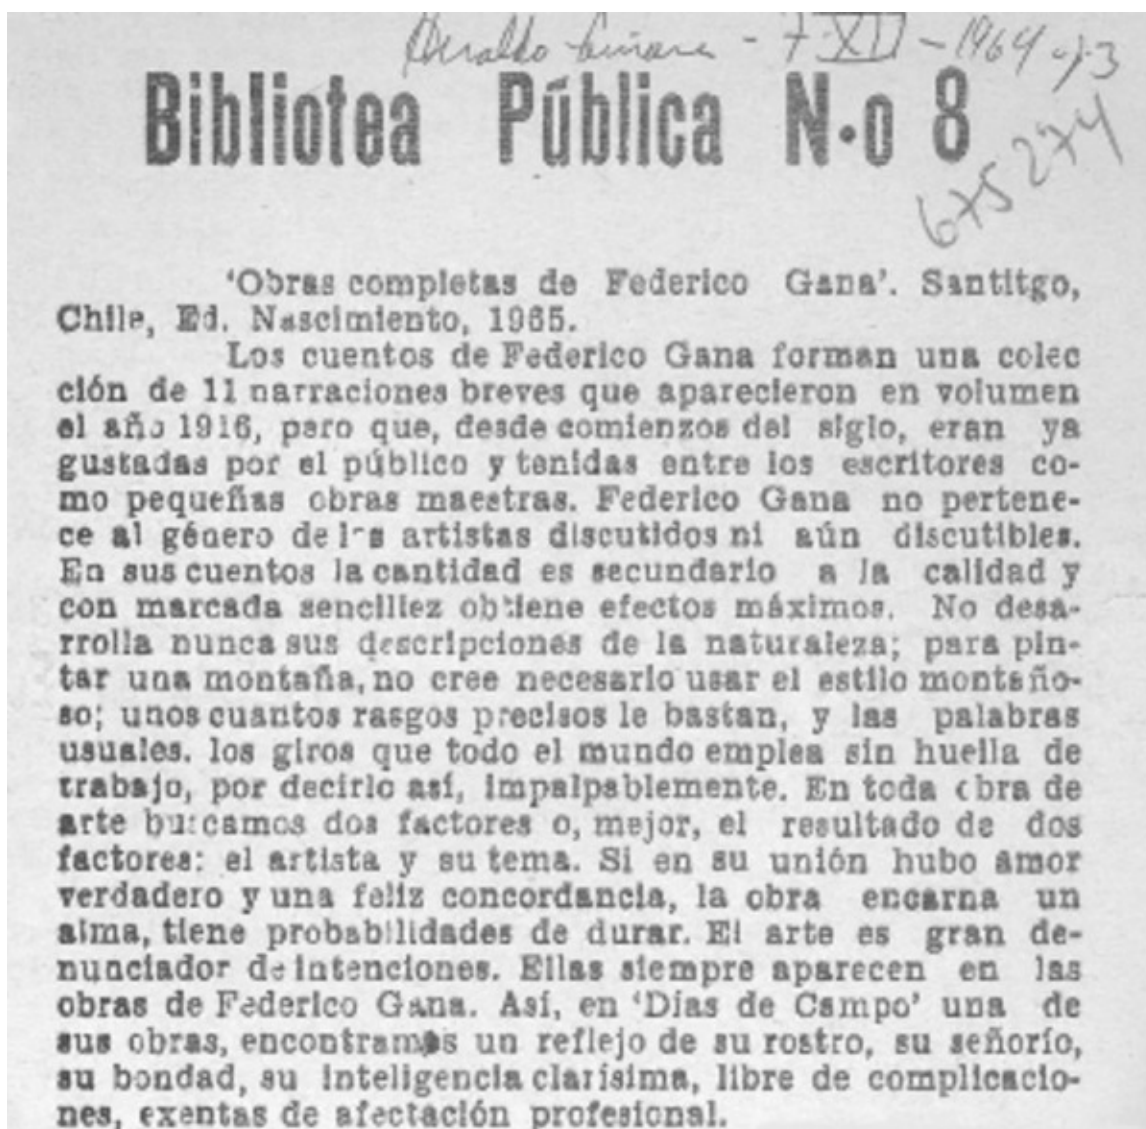 Heraldo Linares - 7-XII-1964 p.3
Bibliotea Pública N.o 8
675274
'Obras completas de Federico Gana'. Santitgo,
Chile, Ed. Nascimiento, 1965.
Los cuentos de Federico Gana forman una colec
ción de 11 narraciones breves que aparecieron en volumen
el año 1916, pero que, desde comienzos del siglo, eran ya
gustadas por el público y tenidas entre los escritores co-
mo pequeñas obras maestras. Federico Gana no pertene-
ce al género de los artistas discutidos ni aún discutibles.
En sus cuentos la cantidad es secundario a la calidad y
con marcada sencillez obtiene efectos máximos. No desa-
rrolla nunca sus descripciones de la naturaleza; para pin-
tar una montaña, no cree necesario usar el estilo montaño-
so; unos cuantos rasgos precisos le bastan, y las palabras
usuales. los giros que todo el mundo emplea sin huella de
trabajo, por decirlo así, impalpablemente. En toda obra de
arte buscamos dos factores o, mejor, el resultado de dos
factores: el artista y su tema. Si en su unión hubo amor
verdadero y una feliz concordancia, la obra encarna un
alma, tiene probabilidades de durar. El arte es gran de-
nunciador de intenciones. Ellas siempre aparecen en las
obras de Federico Gana. Así, en 'Días de Campo' una de
sus obras, encontramos un reflejo de su rostro, su señorío,
su bondad, su inteligencia clarísima, libre de complicacio-
nes, exentas de afectación profesional.